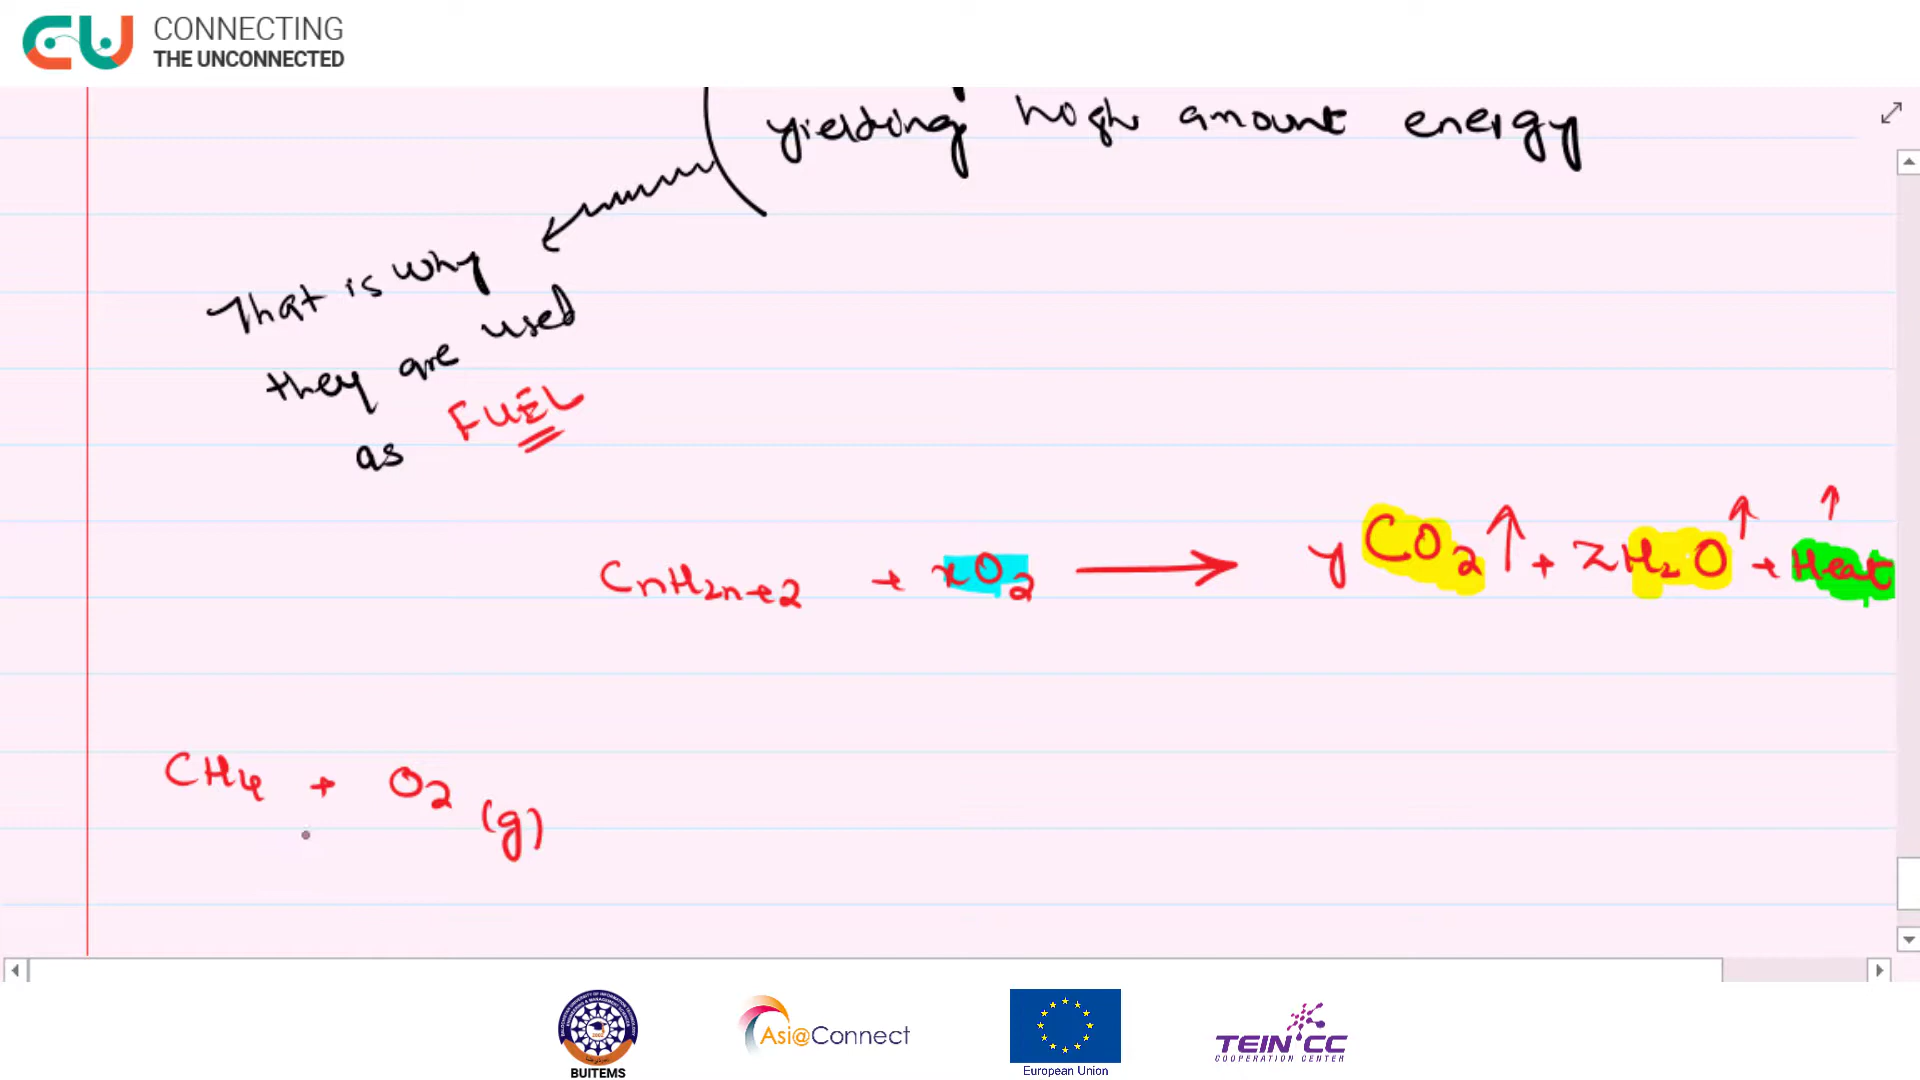 CONNECTING
THE UNCONNECTED
yielding high amount energy
That is why
they are used
as FUEL
CnH2n+2 + xO2 → yCO2↑ + zH2O↑ + Heat↑
CH4 + O2 (g)
BUITEMS
Asi@Connect
European Union
TEIN*CC
COOPERATION CENTER